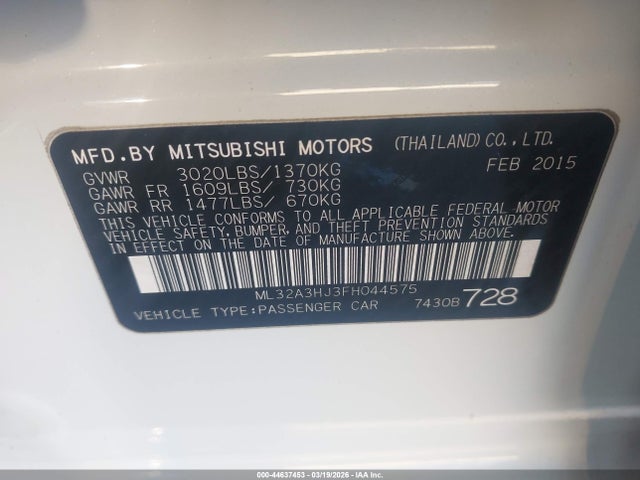 MFD.BY MITSUBISHI MOTORS (THAILAND) CO.,LTD.
GVWR 3020LBS/1370KG FEB 2015
GAWR FR 1609LBS/ 730KG
GAWR RR 1477LBS/ 670KG
THIS VEHICLE CONFORMS TO ALL APPLICABLE FEDERAL MOTOR
VEHICLE SAFETY, BUMPER, AND THEFT PREVENTION STANDARDS
IN EFFECT ON THE DATE OF MANUFACTURE SHOWN ABOVE.
ML32A3HJ3FH044575
VEHICLE TYPE:PASSENGER CAR 7430B 728
000-44637453 - 03/19/2026 - IAA Inc.